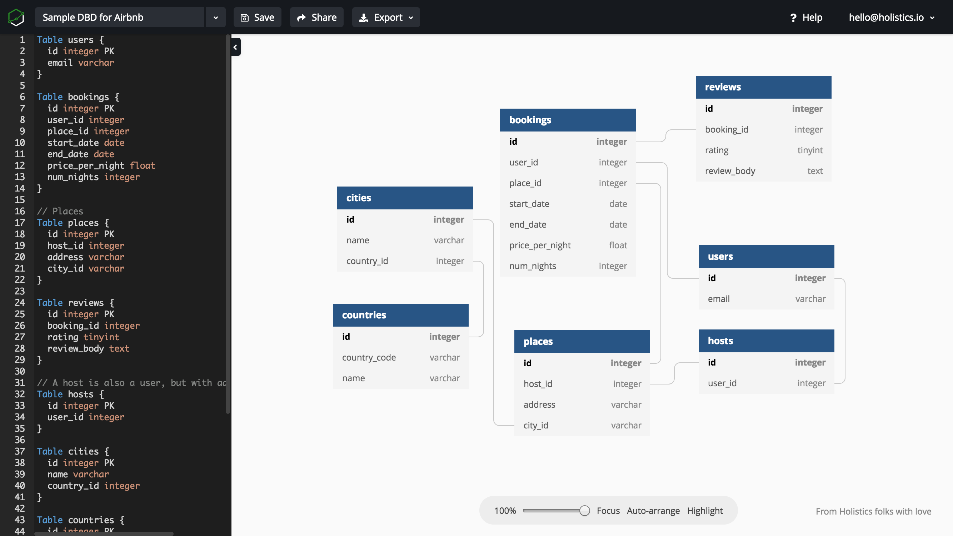 Sample DBD for Airbnb
Save
Share
Export
? Help
hello@holistics.io
1 Table users {
2 id integer PK
3 email varchar
4 }
5
6 Table bookings {
7 id integer PK
8 user_id integer
9 place_id integer
10 start_date date
11 end_date date
12 price_per_night float
13 num_nights integer
14 }
15
16 // Places
17 Table places {
18 id integer PK
19 host_id integer
20 address varchar
21 city_id varchar
22 }
23
24 Table reviews {
25 id integer PK
26 booking_id integer
27 rating tinyint
28 review_body text
29 }
30
31 // A host is also a user, but with ad
32 Table hosts {
33 id integer PK
34 user_id integer
35 }
36
37 Table cities {
38 id integer PK
39 name varchar
40 country_id integer
41 }
42
43 Table countries {
44 id integer PK
cities
id integer
name varchar
country_id integer
countries
id integer
country_code varchar
name varchar
bookings
id integer
user_id integer
place_id integer
start_date date
end_date date
price_per_night float
num_nights integer
places
id integer
host_id integer
address varchar
city_id varchar
reviews
id integer
booking_id integer
rating tinyint
review_body text
users
id integer
email varchar
hosts
id integer
user_id integer
100% Focus Auto-arrange Highlight
From Holistics folks with love